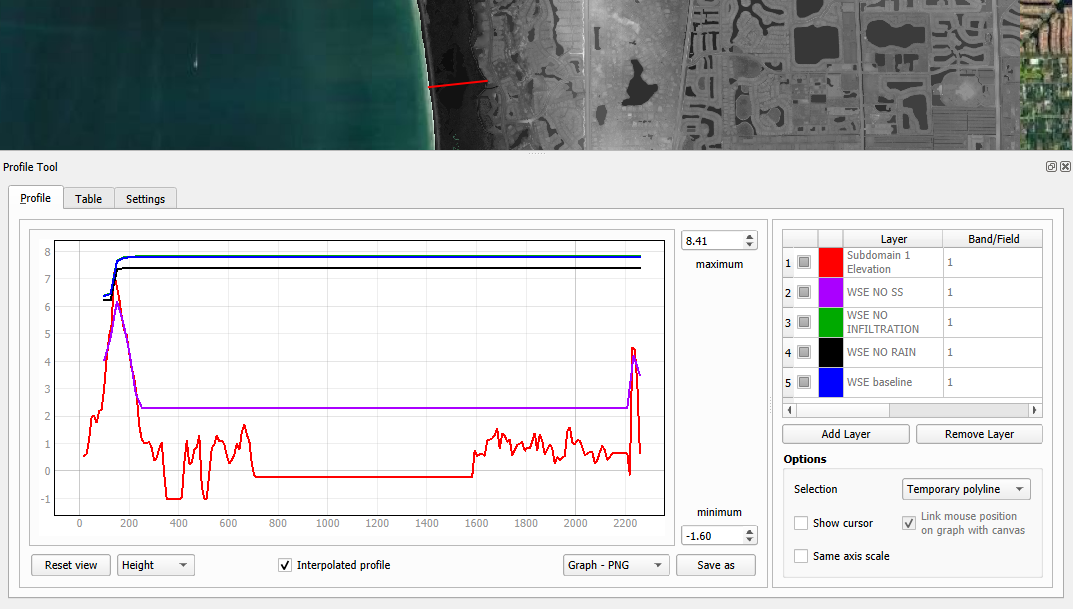 Profile Tool
Profile Table Settings
8
7
6
5
4
3
2
1
0
-1
0 200 400 600 800 1000 1200 1400 1600 1800 2000 2200
8.41
maximum
minimum
-1.60
Reset view Height Interpolated profile Graph - PNG Save as
Layer Band/Field
1 Subdomain 1 1
Elevation
2 WSE NO SS 1
3 WSE NO 1
INFILTRATION
4 WSE NO RAIN 1
5 WSE baseline 1
Add Layer Remove Layer
Options
Selection Temporary polyline
Show cursor Link mouse position
on graph with canvas
Same axis scale